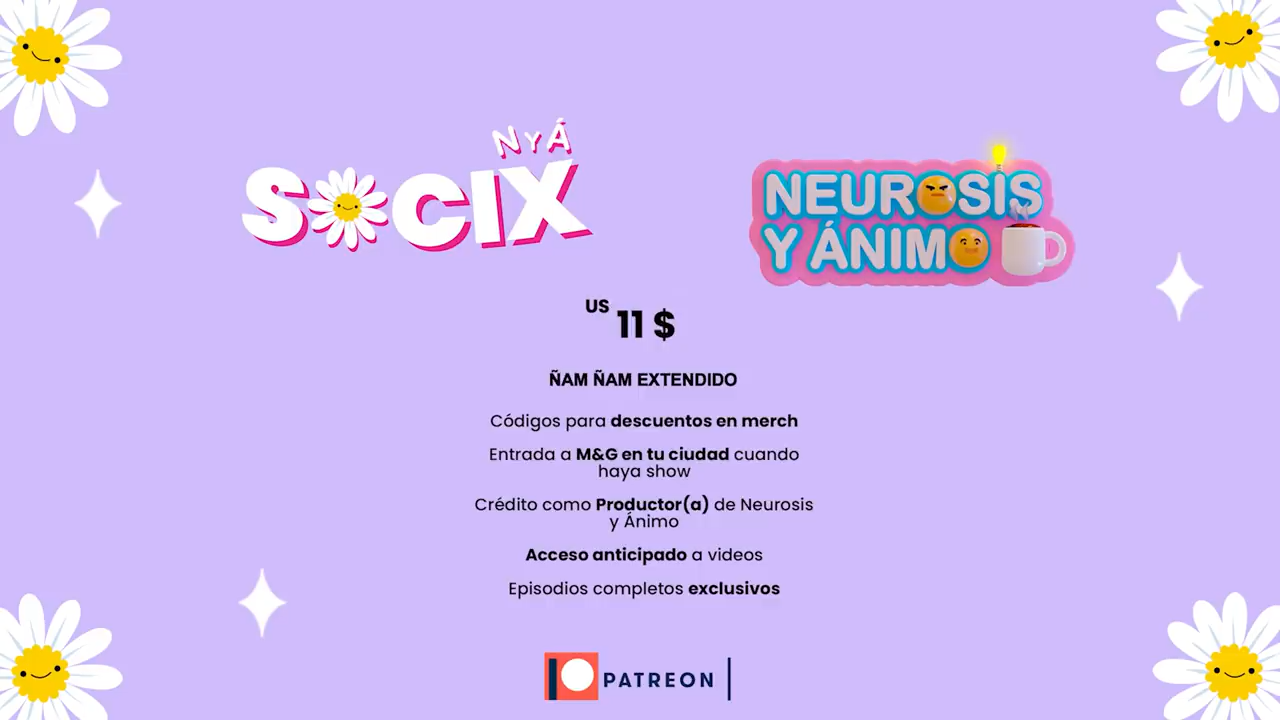 NYÁ
SOCIX
NEUROSIS
Y ÁNIMO
US
11 $
ÑAM ÑAM EXTENDIDO
Códigos para descuentos en merch
Entrada a M&G en tu ciudad cuando
haya show
Crédito como Productor(a) de Neurosis
y Ánimo
Acceso anticipado a videos
Episodios completos exclusivos
PATREON